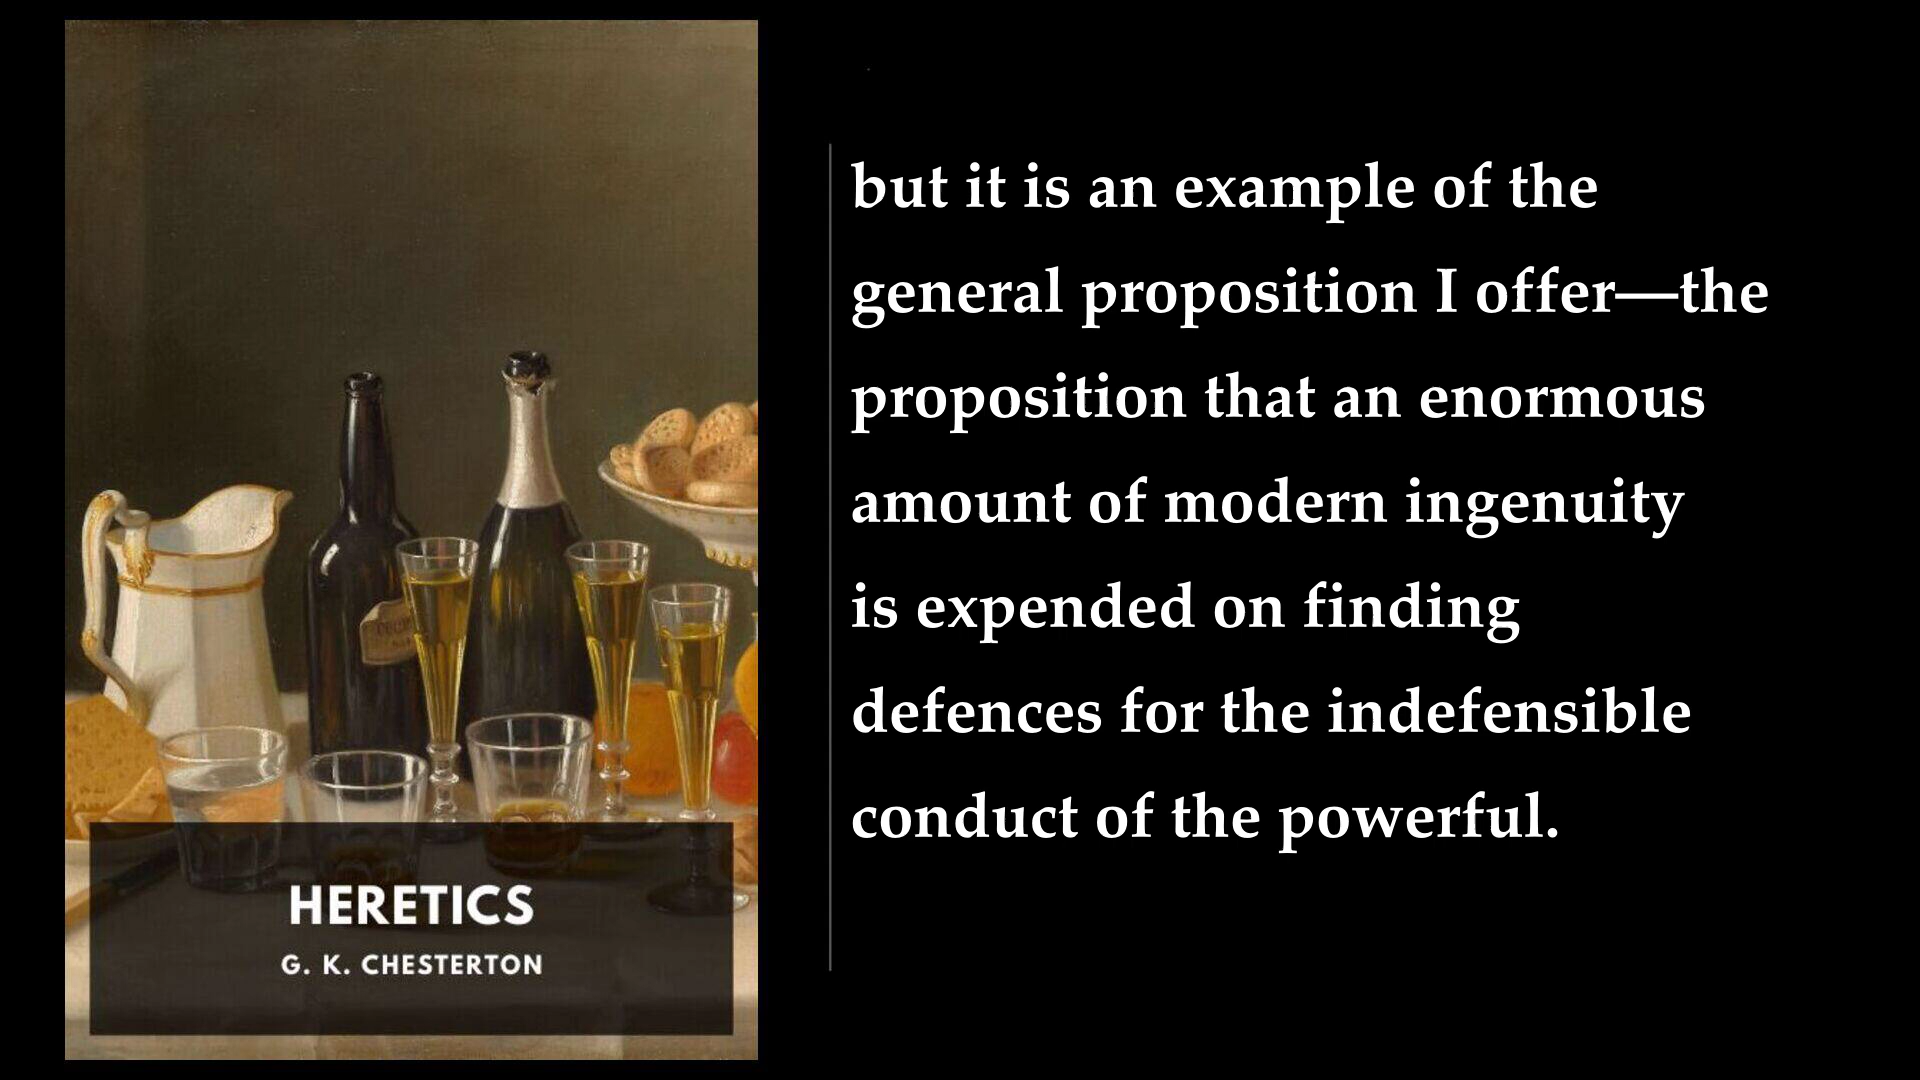 but it is an example of the
general proposition I offer—the
proposition that an enormous
amount of modern ingenuity
is expended on finding
defences for the indefensible
conduct of the powerful.
HERETICS
G. K. CHESTERTON